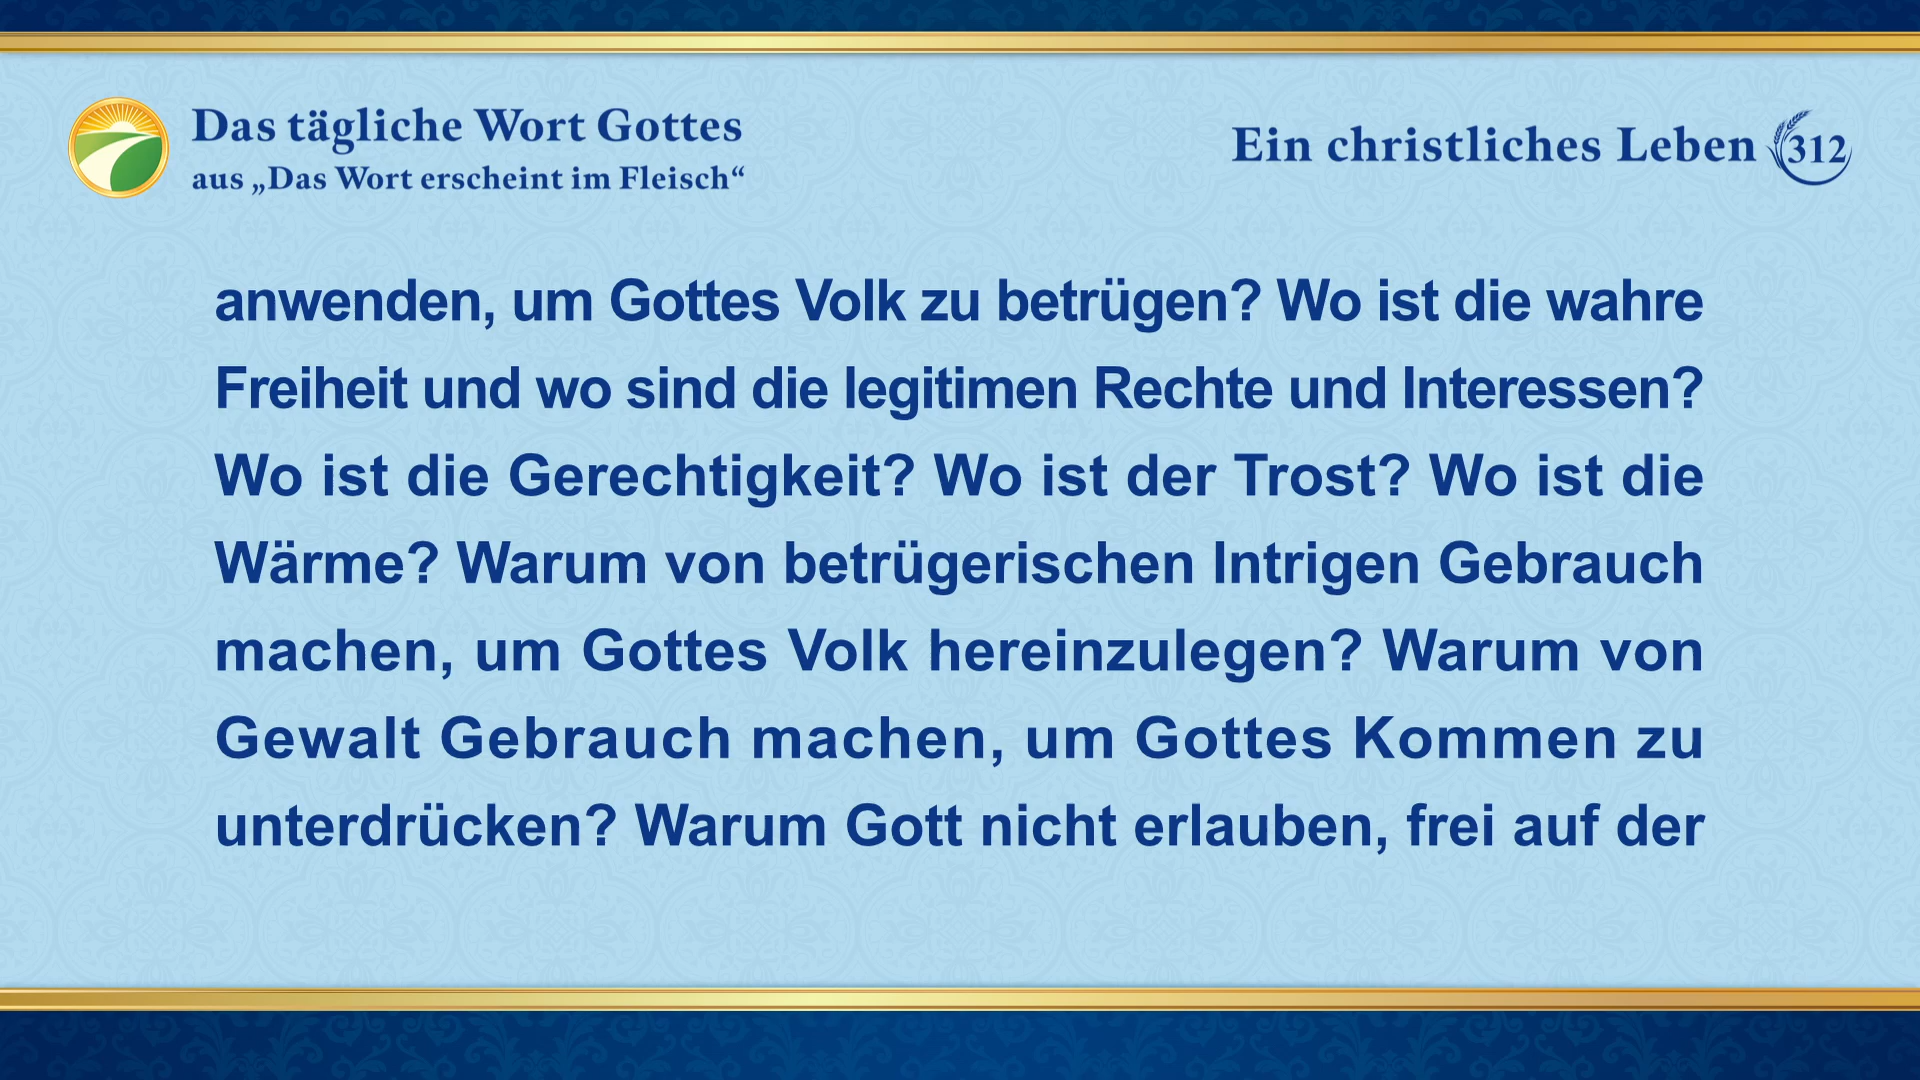 Das tägliche Wort Gottes
aus „Das Wort erscheint im Fleisch“
Ein christliches Leben 312
anwenden, um Gottes Volk zu betrügen? Wo ist die wahre
Freiheit und wo sind die legitimen Rechte und Interessen?
Wo ist die Gerechtigkeit? Wo ist der Trost? Wo ist die
Wärme? Warum von betrügerischen Intrigen Gebrauch
machen, um Gottes Volk hereinzulegen? Warum von
Gewalt Gebrauch machen, um Gottes Kommen zu
unterdrücken? Warum Gott nicht erlauben, frei auf der